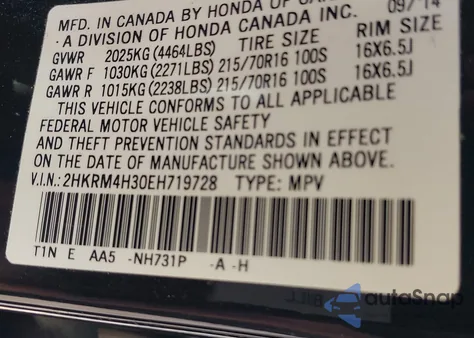 MFD. IN CANADA BY HONDA OF 09/14
- A DIVISION OF HONDA CANADA INC.
TIRE SIZE RIM SIZE
GVWR 2025KG (4464LBS)
GAWR F 1030KG (2271LBS) 215/70R16 100S 16X6.5J
GAWR R 1015KG (2238LBS) 215/70R16 100S 16X6.5J
THIS VEHICLE CONFORMS TO ALL APPLICABLE
FEDERAL MOTOR VEHICLE SAFETY
AND THEFT PREVENTION STANDARDS IN EFFECT
ON THE DATE OF MANUFACTURE SHOWN ABOVE.
V.I.N.: 2HKRM4H30EH719728 TYPE: MPV
T1N E AA5 -NH731P -A -H
autoSnap